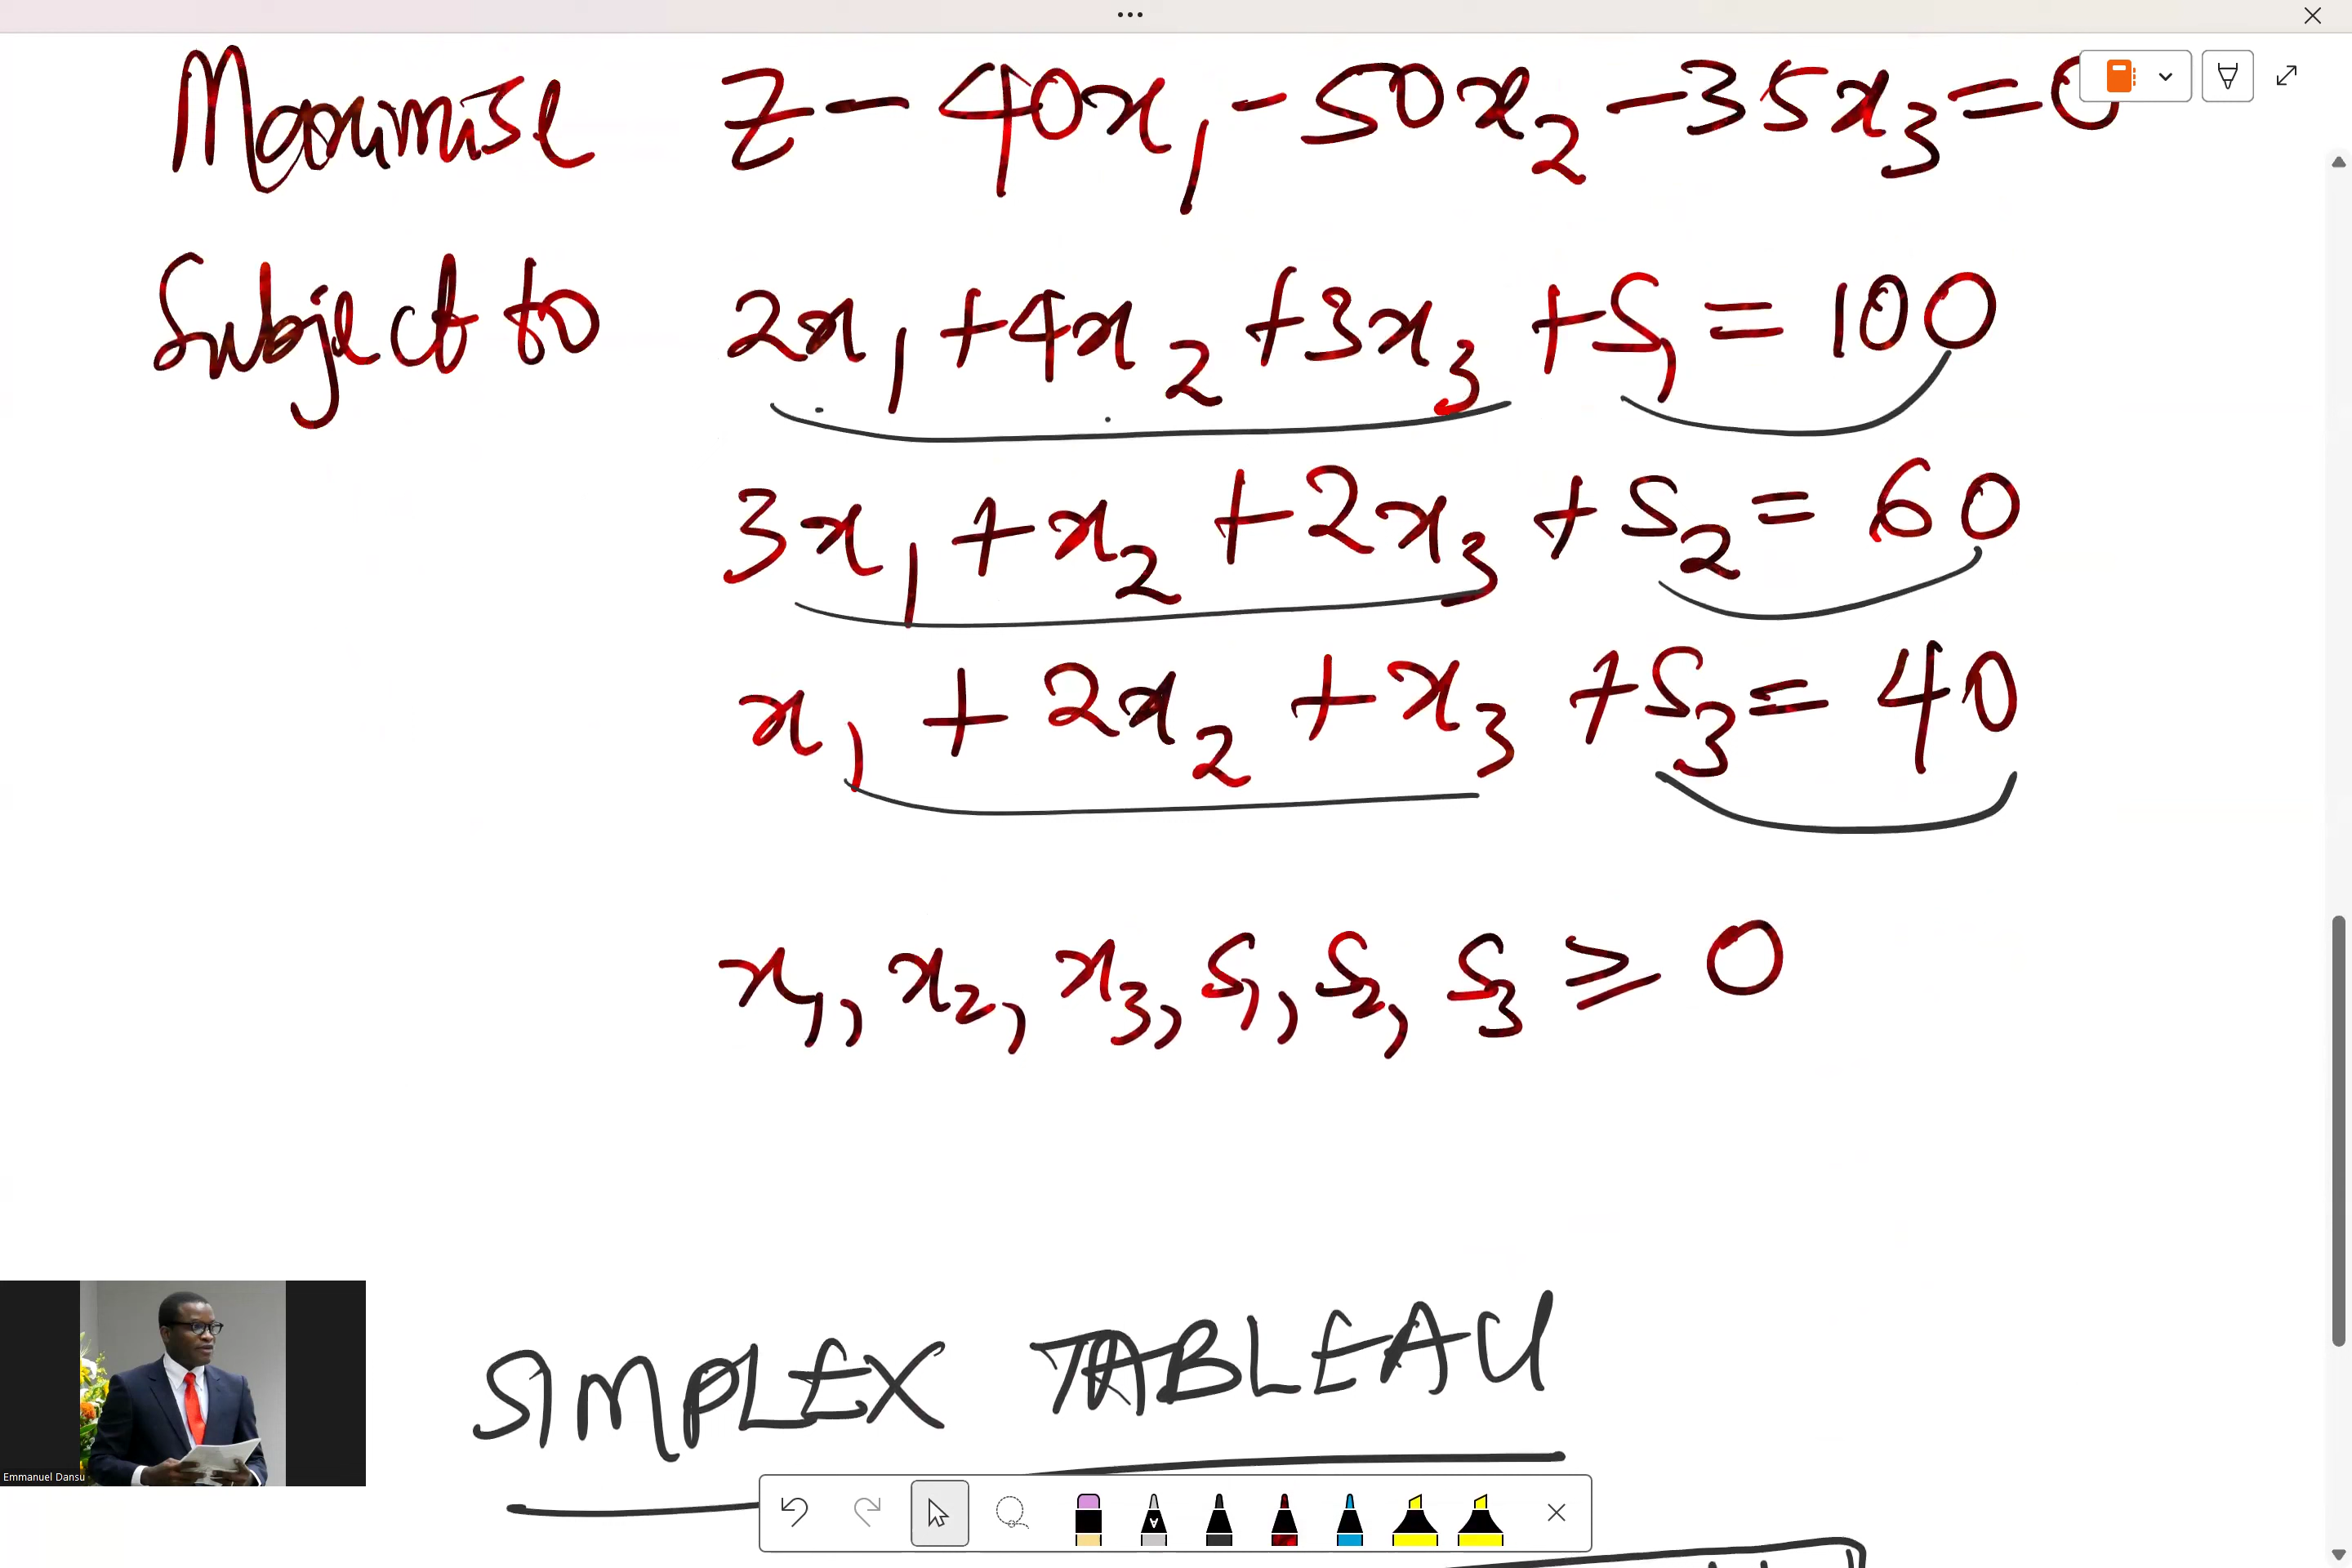 Maximise z - 40x₁ - 50x₂ - 35x₃ = 0
Subject to 2x₁ + 4x₂ + 3x₃ + S₁ = 100
3x₁ + x₂ + 2x₃ + S₂ = 60
x₁ + 2x₂ + x₃ + S₃ = 40
x₁, x₂, x₃, S₁, S₂, S₃ ≥ 0
SIMPLEX TABLEAU
Emmanuel Dansu